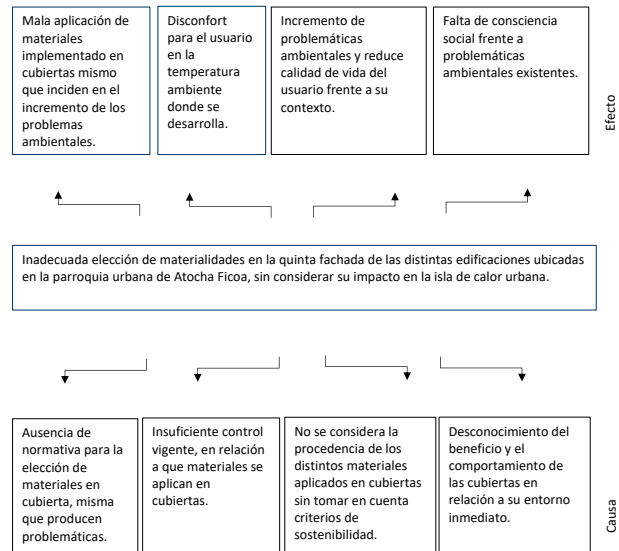 Mala aplicación de
materiales
implementado en
cubiertas mismo
que inciden en el
incremento de los
problemas
ambientales.
Disconfort
para el usuario
en la
temperatura
ambiente
donde se
desarrolla.
Incremento de
problemáticas
ambientales y reduce
calidad de vida del
usuario frente a su
contexto.
Falta de consciencia
social frente a
problemáticas
ambientales existentes.
Efecto
Inadecuada elección de materialidades en la quinta fachada de las distintas edificaciones ubicadas
en la parroquia urbana de Atocha Ficoa, sin considerar su impacto en la isla de calor urbana.
Ausencia de
normativa para la
elección de
materiales en
cubierta, misma
que producen
problemáticas.
Insuficiente control
vigente, en relación
a que materiales se
aplican en
cubiertas.
No se considera la
procedencia de los
distintos materiales
aplicados en cubiertas
sin tomar en cuenta
criterios de
sostenibilidad.
Desconocimiento del
beneficio y el
comportamiento de
las cubiertas en
relación a su entorno
inmediato.
Causa